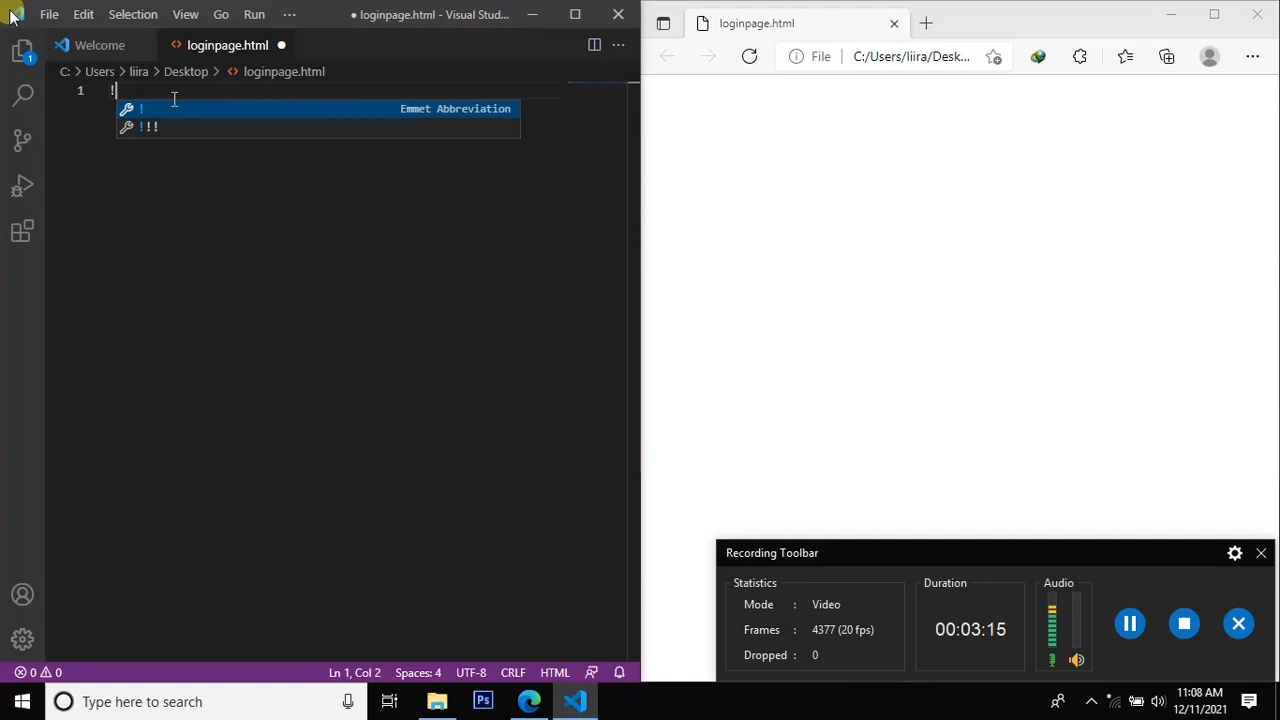 File Edit Selection View Go Run ··· ● loginpage.html - Visual Stud...
Welcome <> loginpage.html ●
C: > Users > liira > Desktop > <> loginpage.html
1 !
! Emmet Abbreviation
!!!
0 0 Ln 1, Col 2 Spaces: 4 UTF-8 CRLF HTML
loginpage.html
File C:/Users/liira/Desk...
Recording Toolbar
Statistics
Mode : Video
Frames : 4377 (20 fps)
Dropped : 0
Duration
00:03:15
Audio
Type here to search
Ps
11:08 AM
12/11/2021
1